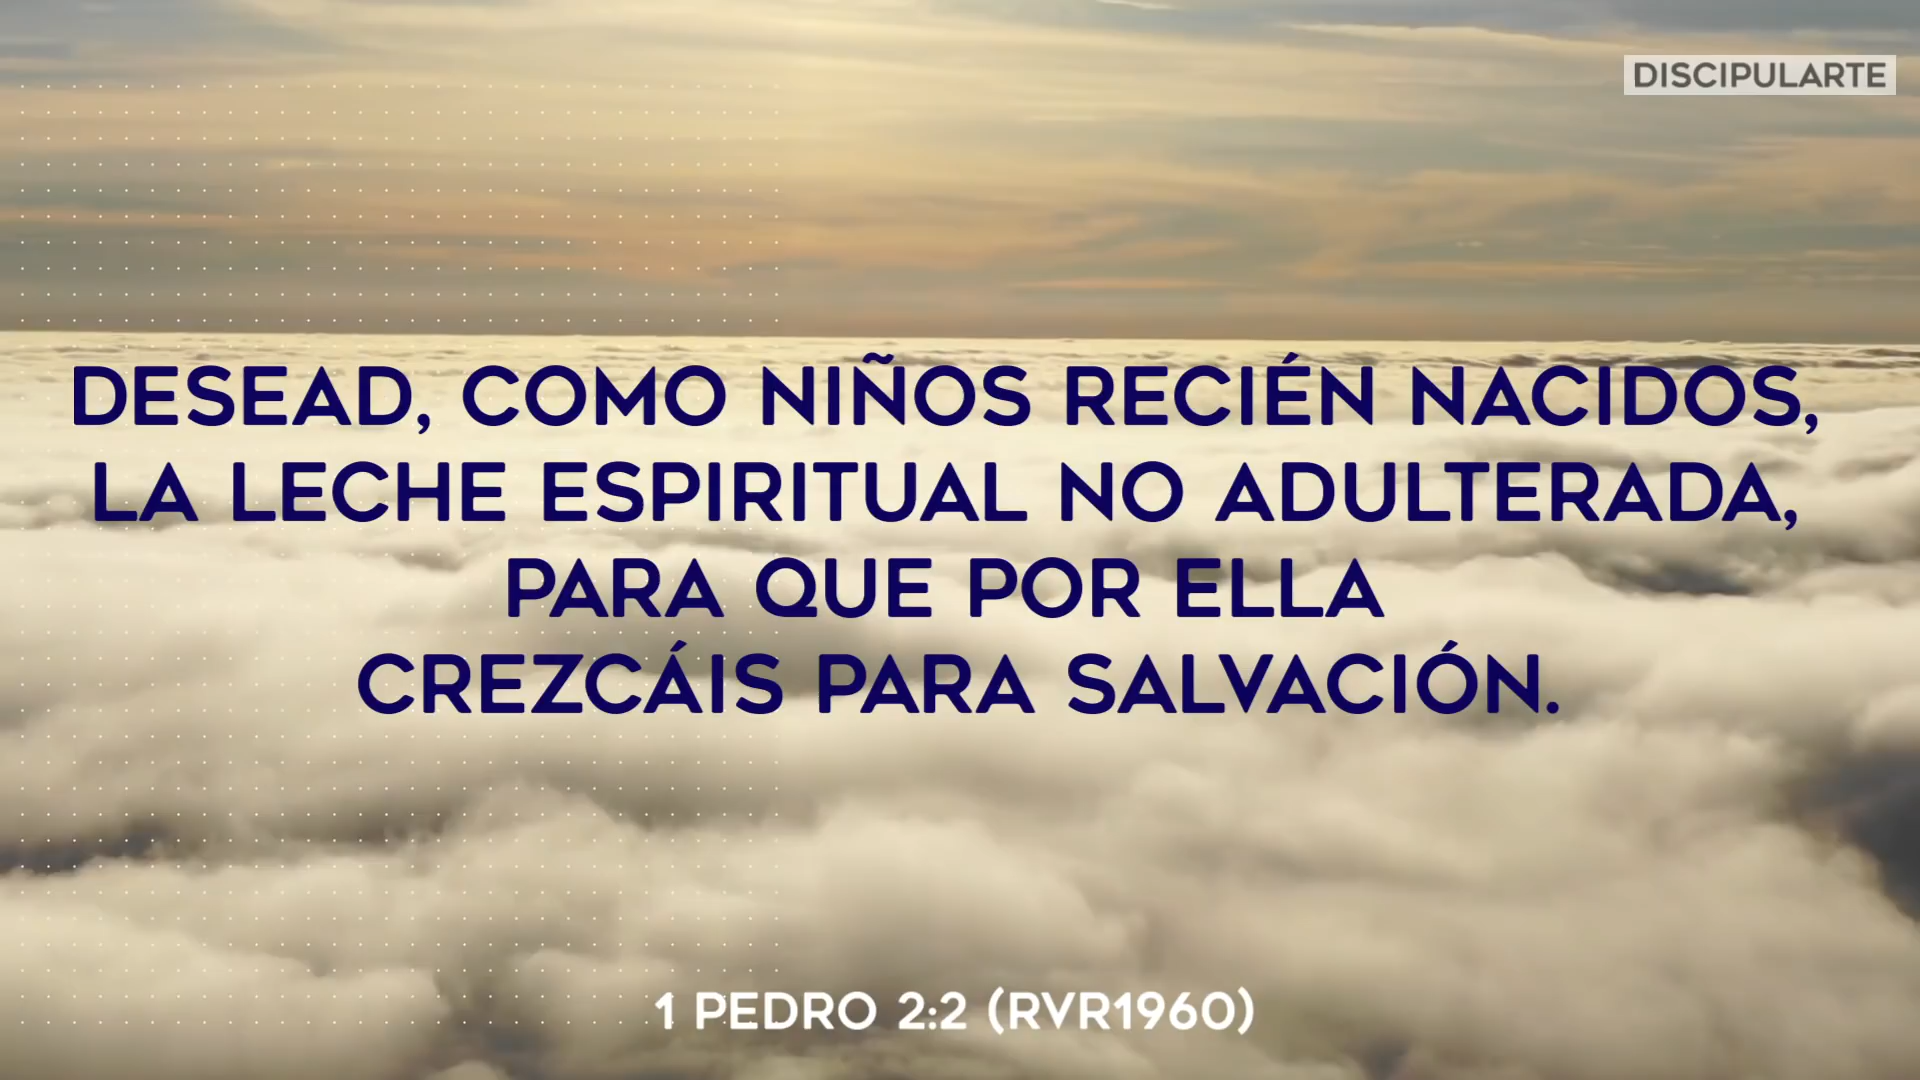 DISCIPULARTE
DESEAD, COMO NIÑOS RECIÉN NACIDOS,
LA LECHE ESPIRITUAL NO ADULTERADA,
PARA QUE POR ELLA
CREZCÁIS PARA SALVACIÓN.
1 PEDRO 2:2 (RVR1960)